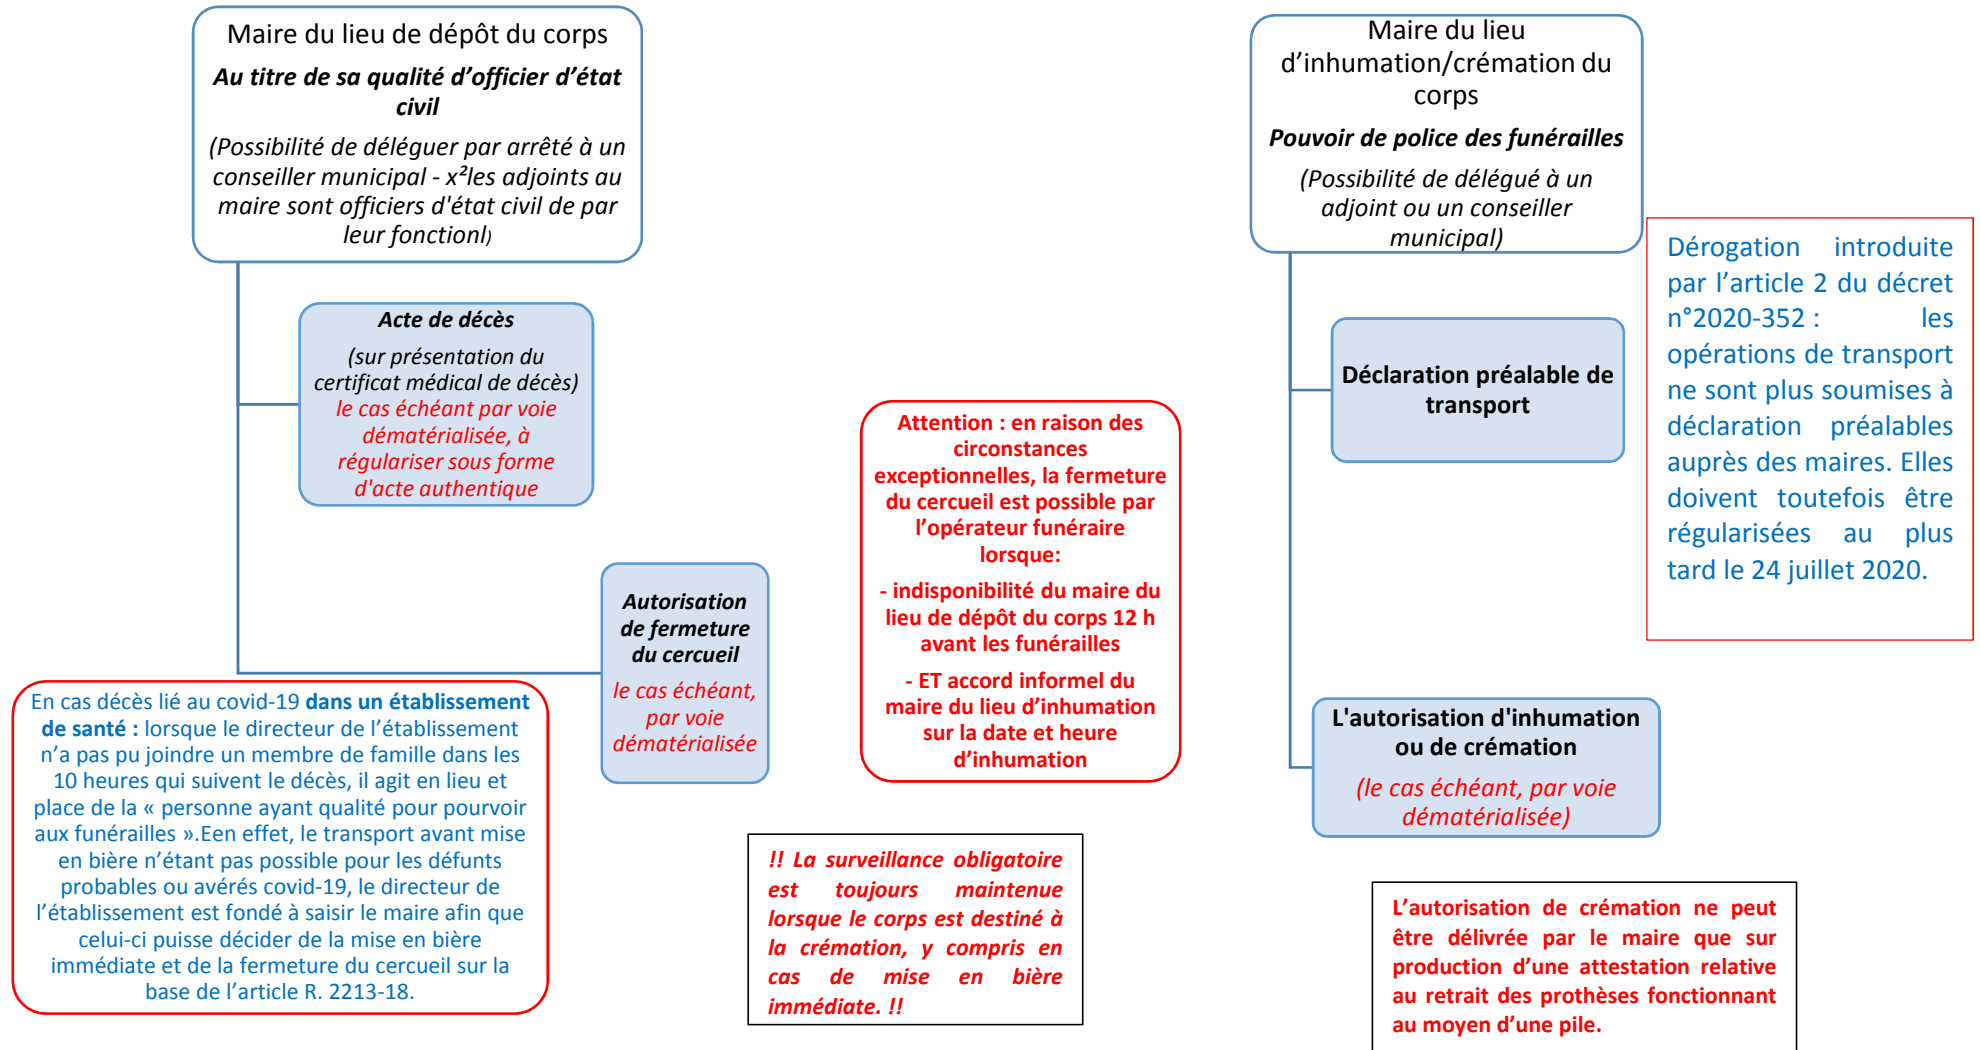 Maire du lieu de dépôt du corps
Au titre de sa qualité d'officier d'état
civil
(Possibilité de déléguer par arrêté à un
conseiller municipal - x²les adjoints au
maire sont officiers d'état civil de par
leur fonctionl)
Acte de décès
(sur présentation du
certificat médical de décès)
le cas échéant par voie
dématérialisée, à
régulariser sous forme
d'acte authentique
Autorisation
de fermeture
du cercueil
le cas échéant,
par voie
dématérialisée
En cas décès lié au covid-19 dans un établissement
de santé : lorsque le directeur de l'établissement
n'a pas pu joindre un membre de famille dans les
10 heures qui suivent le décès, il agit en lieu et
place de la « personne ayant qualité pour pourvoir
aux funérailles ».Een effet, le transport avant mise
en bière n'étant pas possible pour les défunts
probables ou avérés covid-19, le directeur de
l'établissement est fondé à saisir le maire afin que
celui-ci puisse décider de la mise en bière
immédiate et de la fermeture du cercueil sur la
base de l'article R. 2213-18.
Attention : en raison des
circonstances
exceptionnelles, la fermeture
du cercueil est possible par
l'opérateur funéraire
lorsque:
- indisponibilité du maire du
lieu de dépôt du corps 12 h
avant les funérailles
- ET accord informel du
maire du lieu d'inhumation
sur la date et heure
d'inhumation
!! La surveillance obligatoire
est toujours maintenue
lorsque le corps est destiné à
la crémation, y compris en
cas de mise en bière
immédiate. !!
Maire du lieu
d'inhumation/crémation du
corps
Pouvoir de police des funérailles
(Possibilité de délégué à un
adjoint ou un conseiller
municipal)
Déclaration préalable de
transport
Dérogation introduite
par l'article 2 du décret
n°2020-352 : les
opérations de transport
ne sont plus soumises à
déclaration préalables
auprès des maires. Elles
doivent toutefois être
régularisées au plus
tard le 24 juillet 2020.
L'autorisation d'inhumation
ou de crémation
(le cas échéant, par voie
dématérialisée)
L'autorisation de crémation ne peut
être délivrée par le maire que sur
production d'une attestation relative
au retrait des prothèses fonctionnant
au moyen d'une pile.